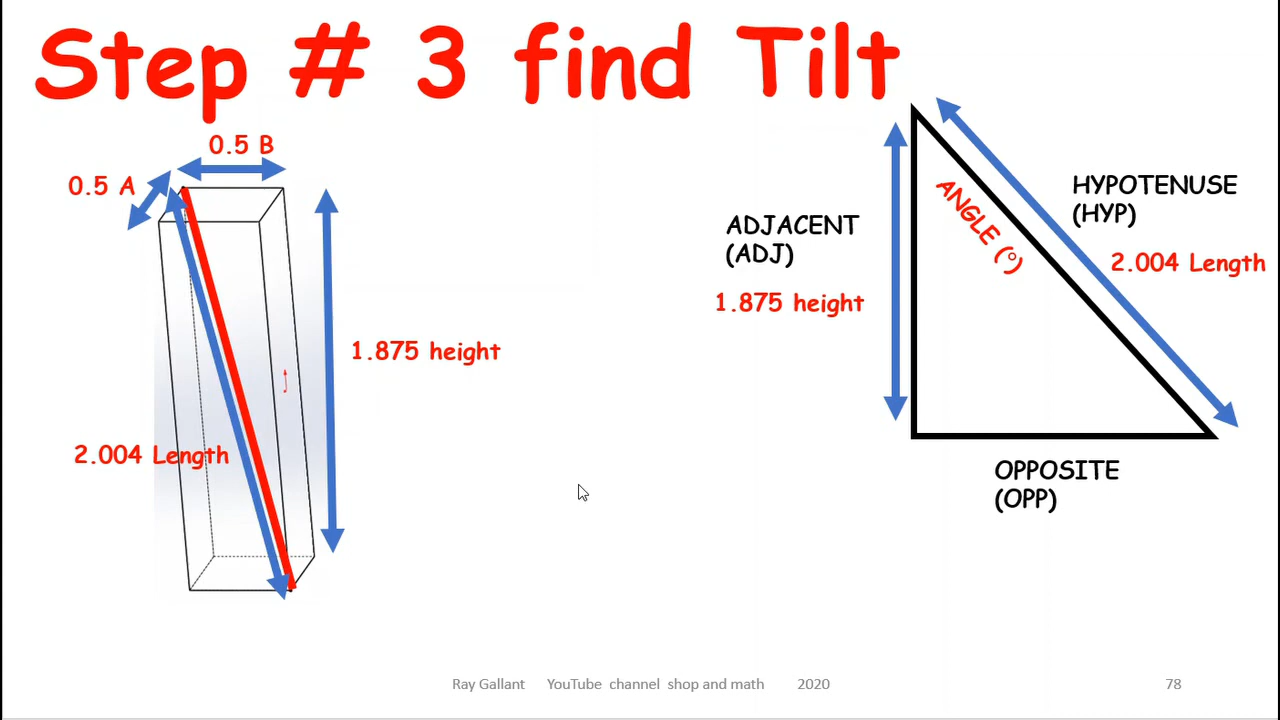 Step # 3 find Tilt
0.5 B
0.5 A
1.875 height
2.004 Length
ADJACENT
(ADJ)
1.875 height
ANGLE (°)
HYPOTENUSE
(HYP)
2.004 Length
OPPOSITE
(OPP)
Ray Gallant YouTube channel shop and math 2020
78